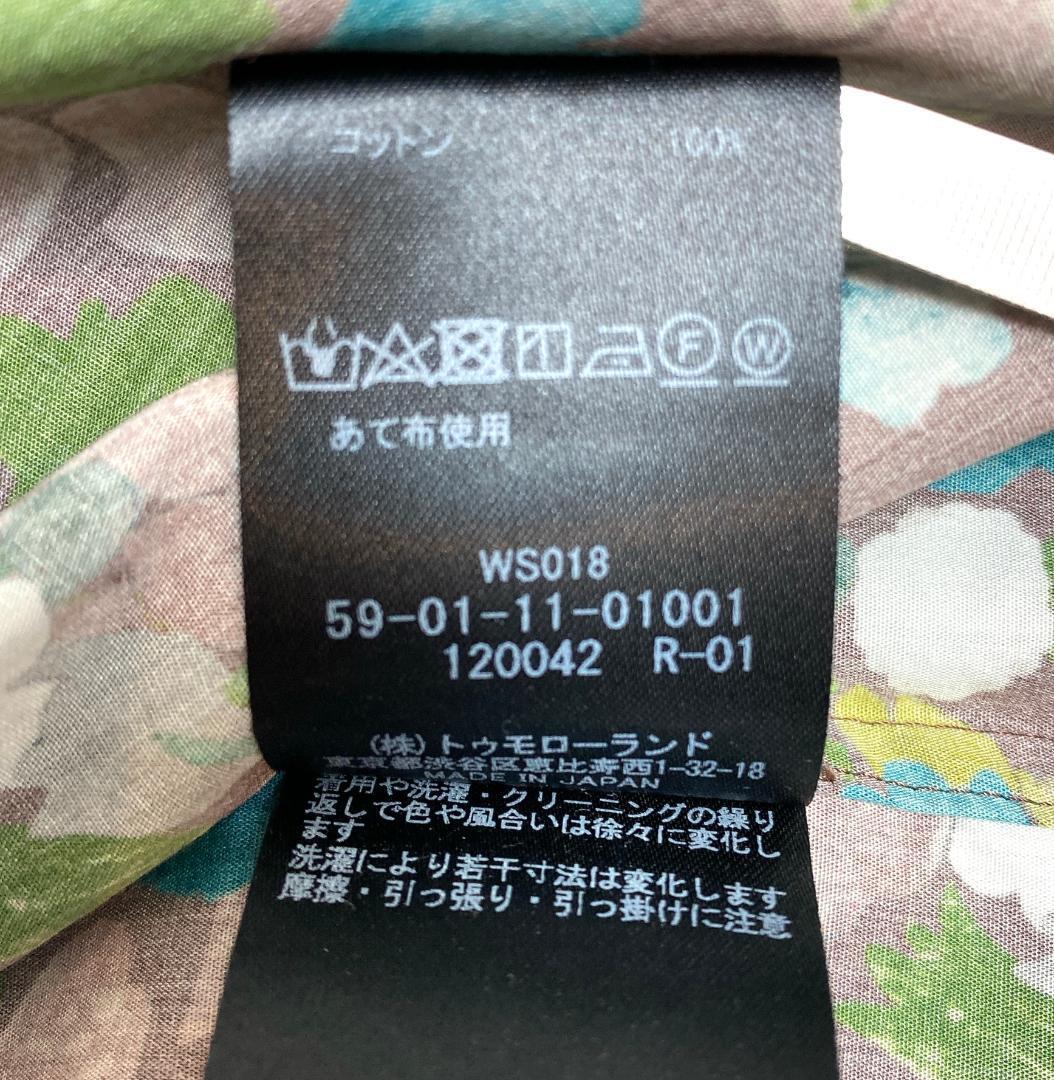 コットン 100%
F W
あて布使用
WS018
59-01-11-01001
120042 R-01
(株)トゥモローランド
東京都渋谷区恵比寿西1-32-18
MADE IN JAPAN
着用や洗濯・クリーニングの繰り
返しで色や風合いは徐々に変化し
ます
洗濯により若干寸法は変化します
摩擦・引っ張り・引っ掛けに注意